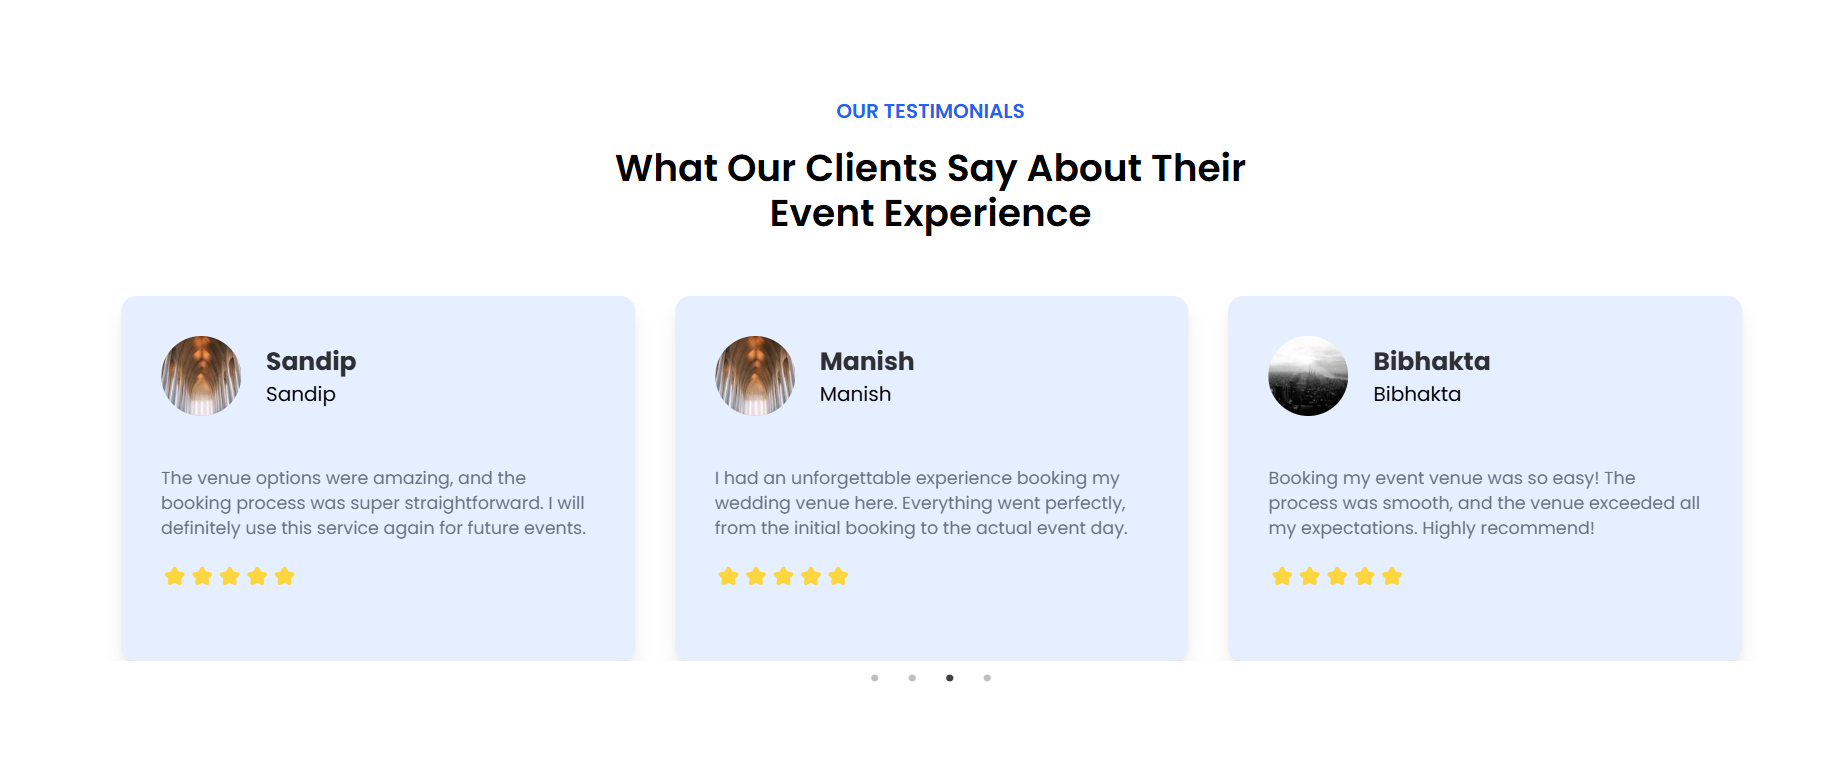 OUR TESTIMONIALS
What Our Clients Say About Their
Event Experience
Sandip
Sandip
The venue options were amazing, and the
booking process was super straightforward. I will
definitely use this service again for future events.
Manish
Manish
I had an unforgettable experience booking my
wedding venue here. Everything went perfectly,
from the initial booking to the actual event day.
Bibhakta
Bibhakta
Booking my event venue was so easy! The
process was smooth, and the venue exceeded all
my expectations. Highly recommend!